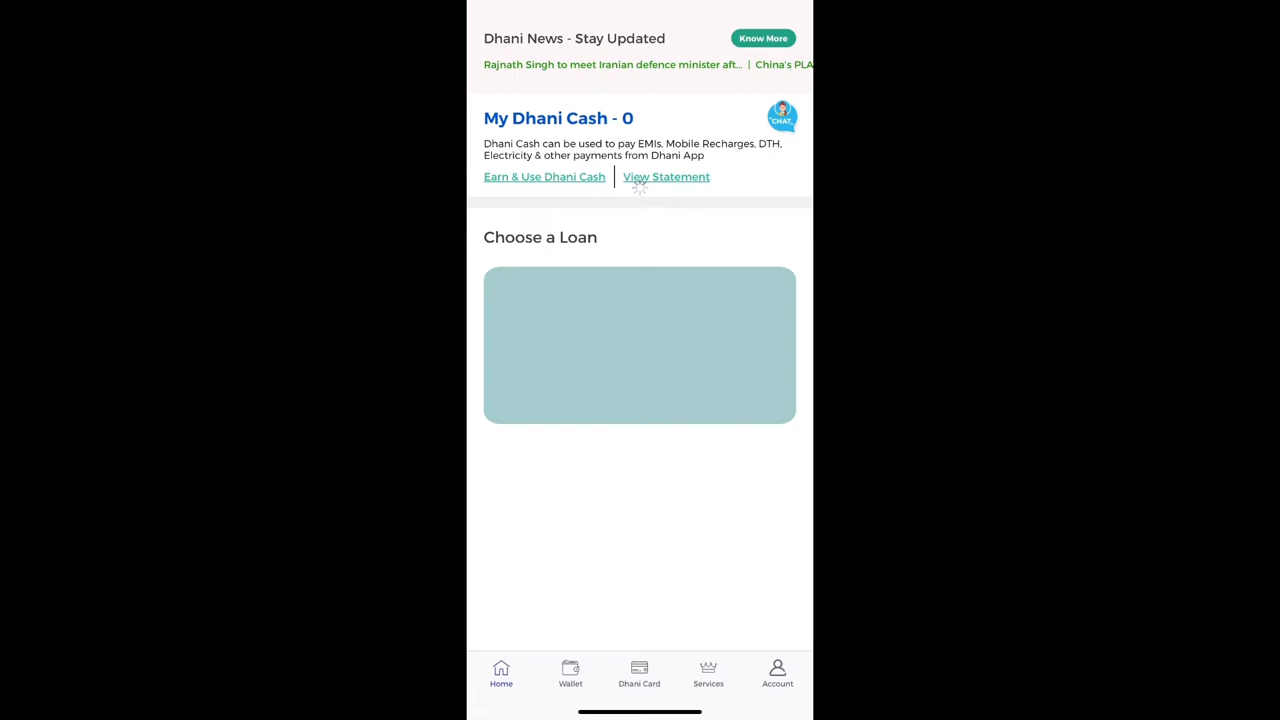 Dhani News - Stay Updated
Know More
Rajnath Singh to meet Iranian defence minister aft... | China's PLA
My Dhani Cash - 0
CHAT
Dhani Cash can be used to pay EMIs, Mobile Recharges, DTH,
Electricity & other payments from Dhani App
Earn & Use Dhani Cash | View Statement
Choose a Loan
Home Wallet Dhani Card Services Account